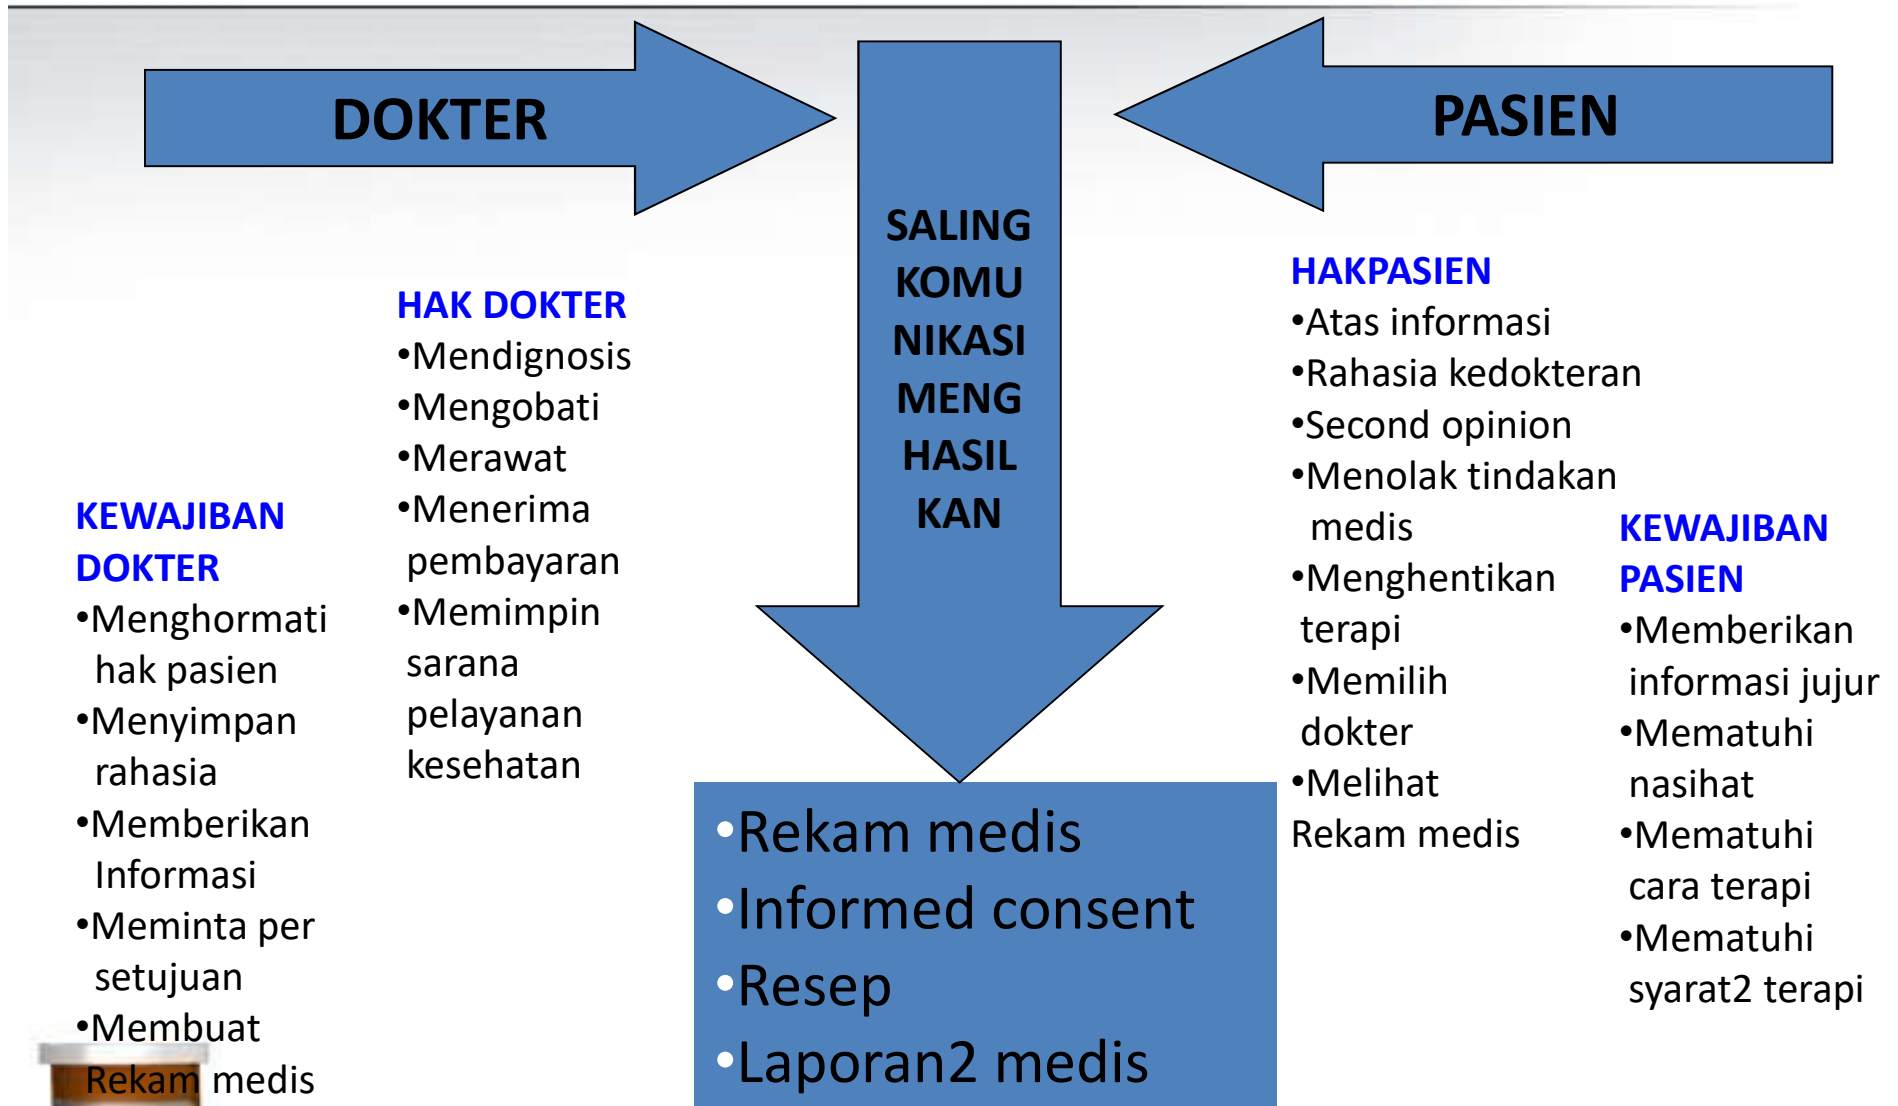 DOKTER
PASIEN
SALING
KOMU
NIKASI
MENG
HASIL
KAN
KEWAJIBAN
DOKTER
•Menghormati
hak pasien
•Menyimpan
rahasia
•Memberikan
Informasi
•Meminta per
setujuan
•Membuat
Rekam medis
HAK DOKTER
•Mendignosis
•Mengobati
•Merawat
•Menerima
pembayaran
•Memimpin
sarana
pelayanan
kesehatan
•Rekam medis
•Informed consent
•Resep
•Laporan2 medis
HAKPASIEN
•Atas informasi
•Rahasia kedokteran
•Second opinion
•Menolak tindakan
medis
•Menghentikan
terapi
•Memilih
dokter
•Melihat
Rekam medis
KEWAJIBAN
PASIEN
•Memberikan
informasi jujur
•Mematuhi
nasihat
•Mematuhi
cara terapi
•Mematuhi
syarat2 terapi